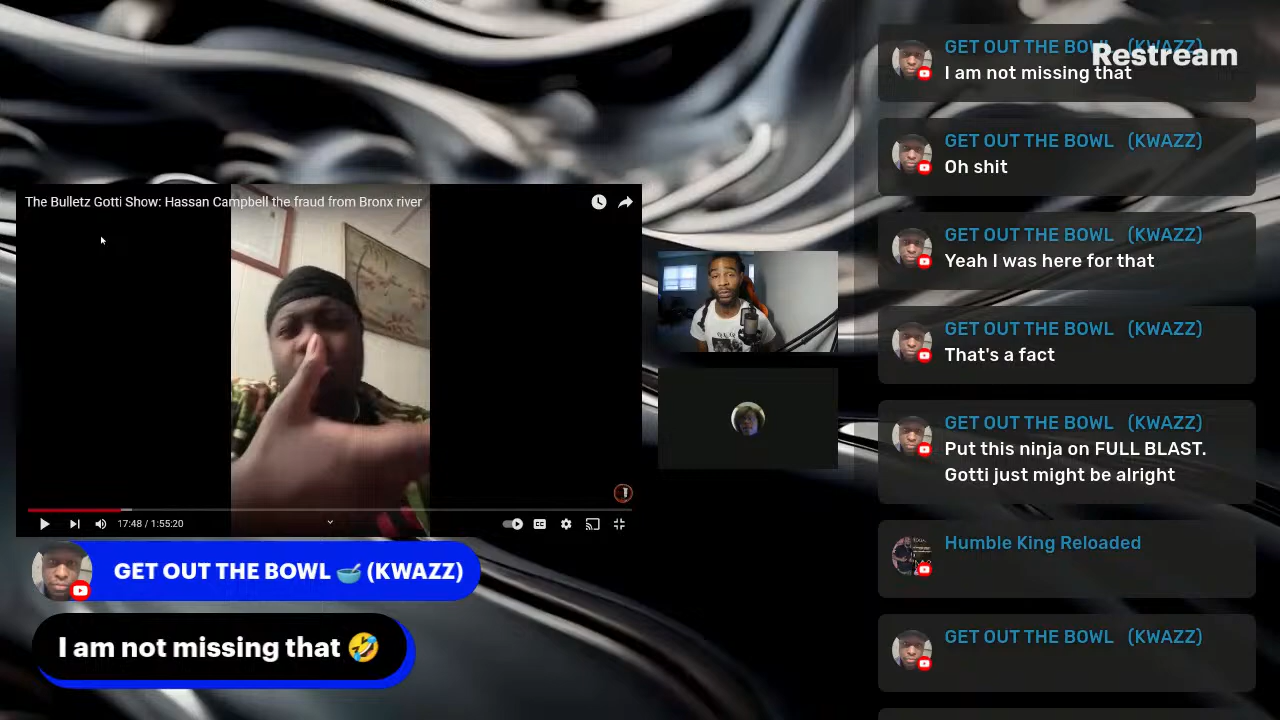 The Bulletz Gotti Show: Hassan Campbell the fraud from Bronx river
17:48 / 1:55:20
CC
GET OUT THE BOWL 🥣 (KWAZZ)
I am not missing that 🤣
Restream
GET OUT THE BOWL (KWAZZ)
I am not missing that
GET OUT THE BOWL (KWAZZ)
Oh shit
GET OUT THE BOWL (KWAZZ)
Yeah I was here for that
GET OUT THE BOWL (KWAZZ)
That's a fact
GET OUT THE BOWL (KWAZZ)
Put this ninja on FULL BLAST.
Gotti just might be alright
Humble King Reloaded
GET OUT THE BOWL (KWAZZ)